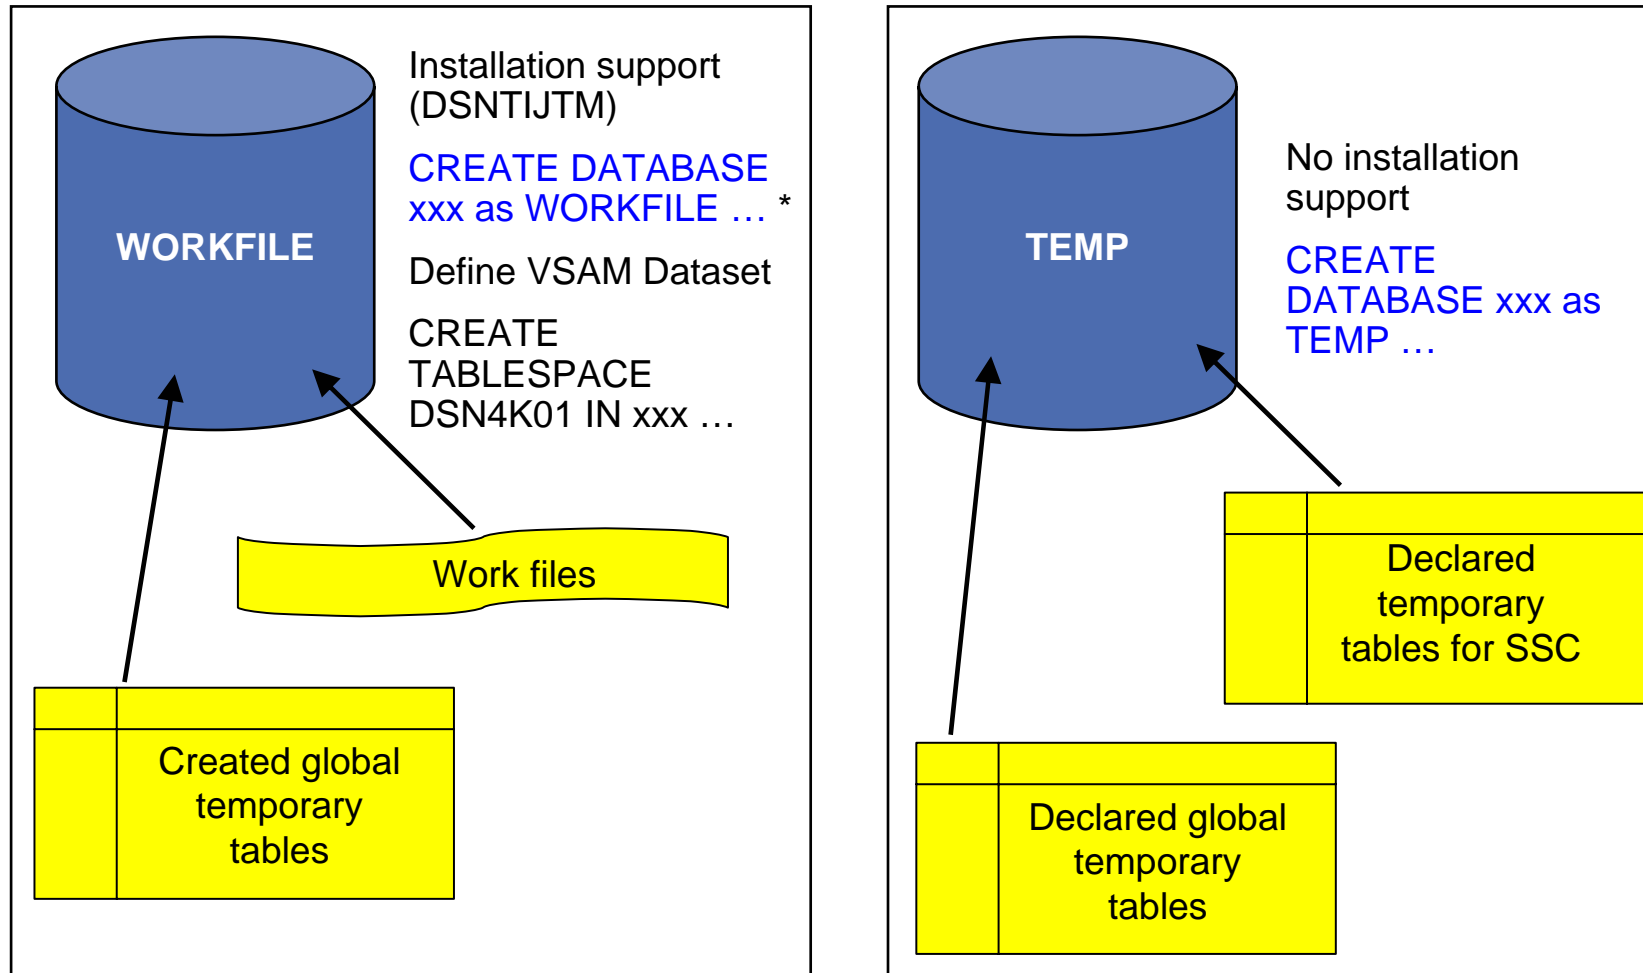 Installation support
(DSNTIJTM)
CREATE DATABASE
xxx as WORKFILE … *
WORKFILE
Define VSAM Dataset
CREATE
TABLESPACE
DSN4K01 IN xxx …
Work files
Created global
temporary
tables
No installation
support
TEMP
CREATE
DATABASE xxx as
TEMP …
Declared
temporary
tables for SSC
Declared global
temporary
tables